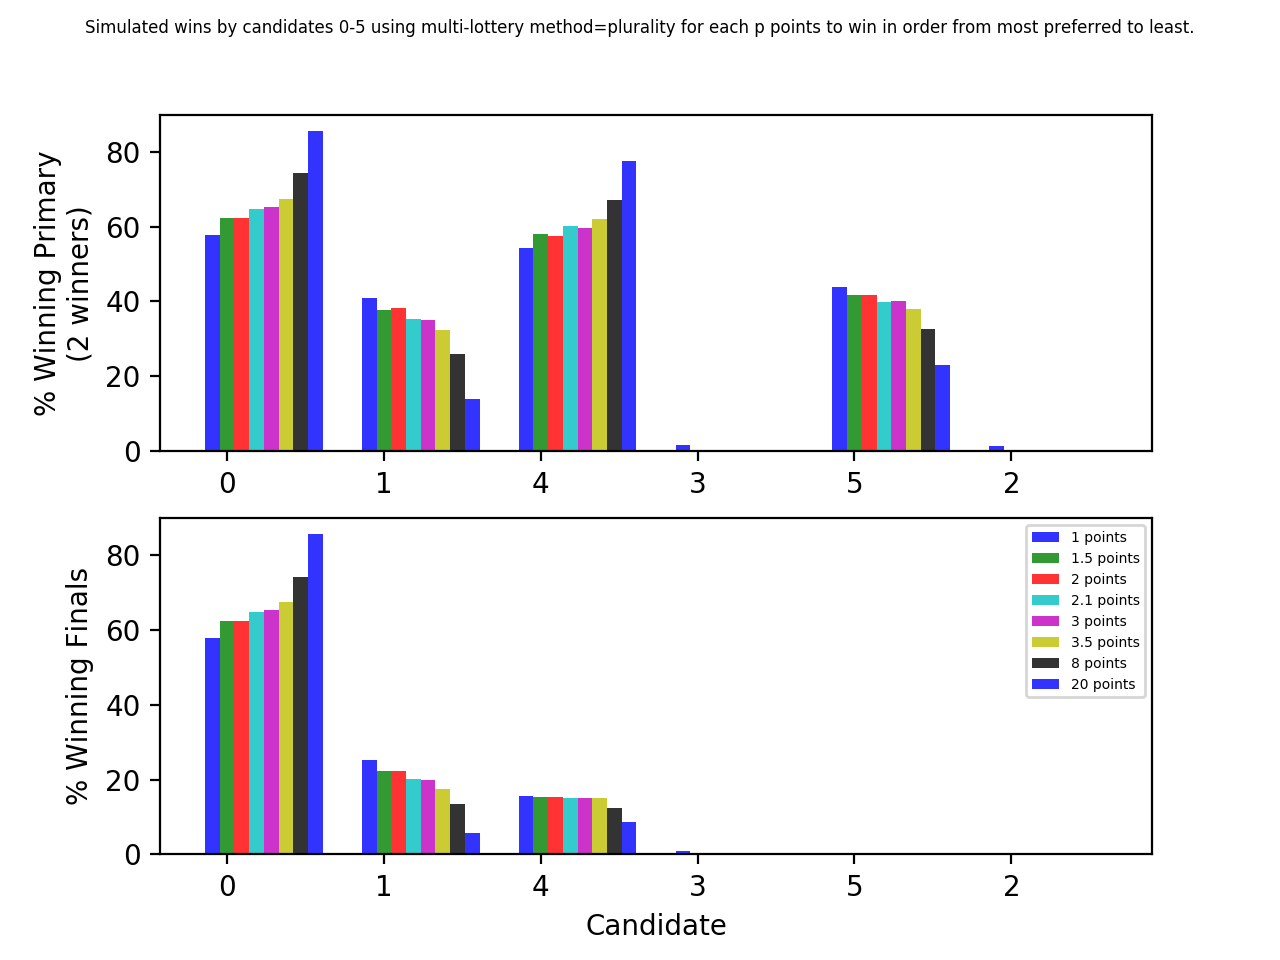 Simulated wins by candidates 0-5 using multi-lottery method=plurality for each p points to win in order from most preferred to least.
% Winning Primary
(2 winners)
80
60
40
20
0
0 1 4 3 5 2
% Winning Finals
80
60
40
20
0
1 points
1.5 points
2 points
2.1 points
3 points
3.5 points
8 points
20 points
0 1 4 3 5 2
Candidate